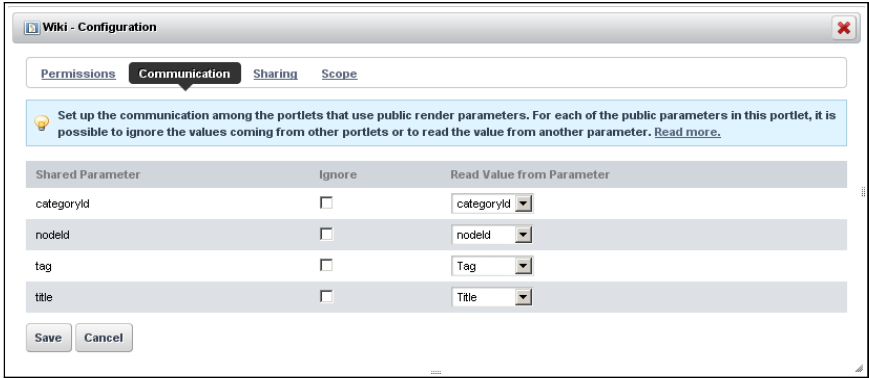 Wiki - Configuration
Permissions Communication Sharing Scope
Set up the communication among the portlets that use public render parameters. For each of the public parameters in this portlet, it is
possible to ignore the values coming from other portlets or to read the value from another parameter. Read more.
Shared Parameter Ignore Read Value from Parameter
categoryId categoryId
nodeId nodeId
tag Tag
title Title
Save Cancel